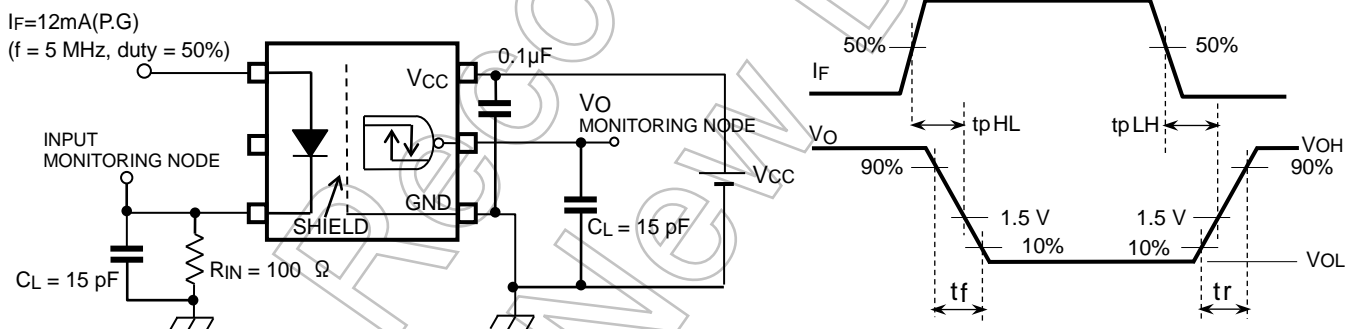 IF=12mA(P.G)
(f = 5 MHz, duty = 50%)
INPUT
MONITORING NODE
CL = 15 pF
RIN = 100 Ω
SHIELD
VCC
GND
0.1μF
VO
MONITORING NODE
CL = 15 pF
VCC
50%
50%
IF
tpHL
tpLH
VO
VOH
90%
90%
1.5 V
1.5 V
10%
10%
VOL
tf
tr
Reco
New D